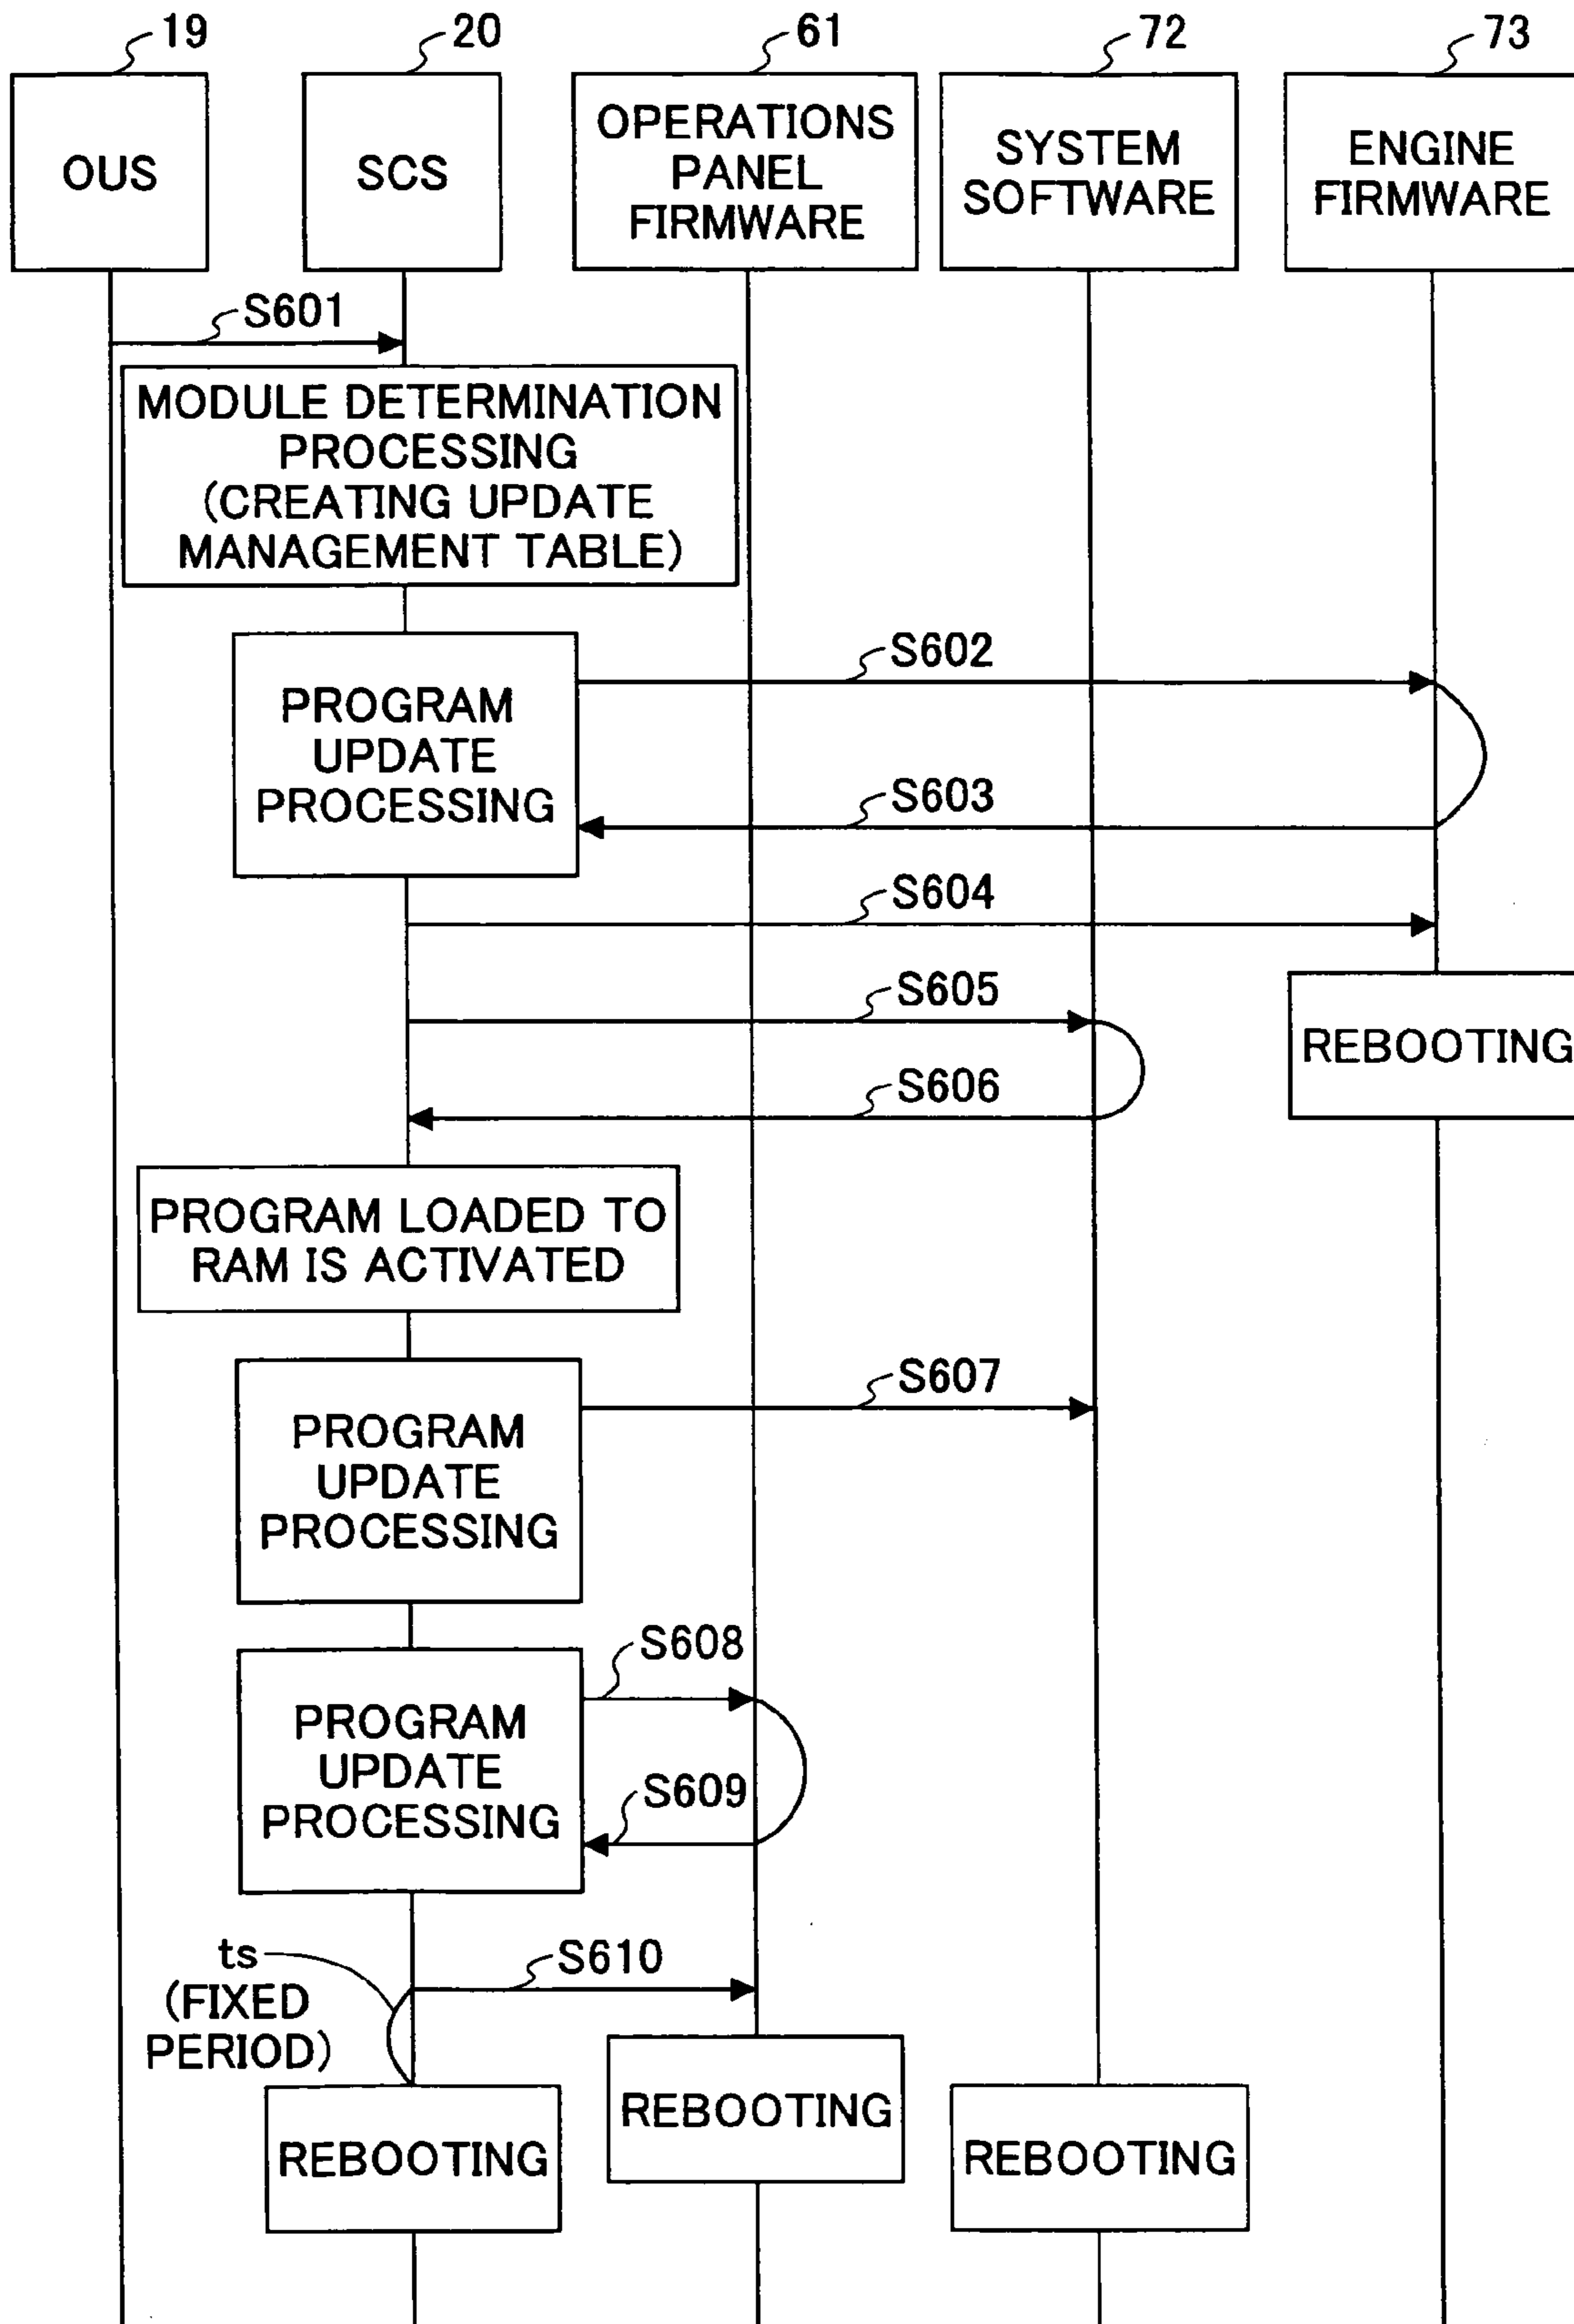 19
20
61
72
73
OUS
SCS
OPERATIONS
PANEL
FIRMWARE
SYSTEM
SOFTWARE
ENGINE
FIRMWARE
S601
MODULE DETERMINATION
PROCESSING
(CREATING UPDATE
MANAGEMENT TABLE)
PROGRAM
UPDATE
PROCESSING
S602
S603
S604
S605
REBOOTING
S606
PROGRAM LOADED TO
RAM IS ACTIVATED
PROGRAM
UPDATE
PROCESSING
S607
PROGRAM
UPDATE
PROCESSING
S608
S609
ts
(FIXED
PERIOD)
S610
REBOOTING
REBOOTING
REBOOTING